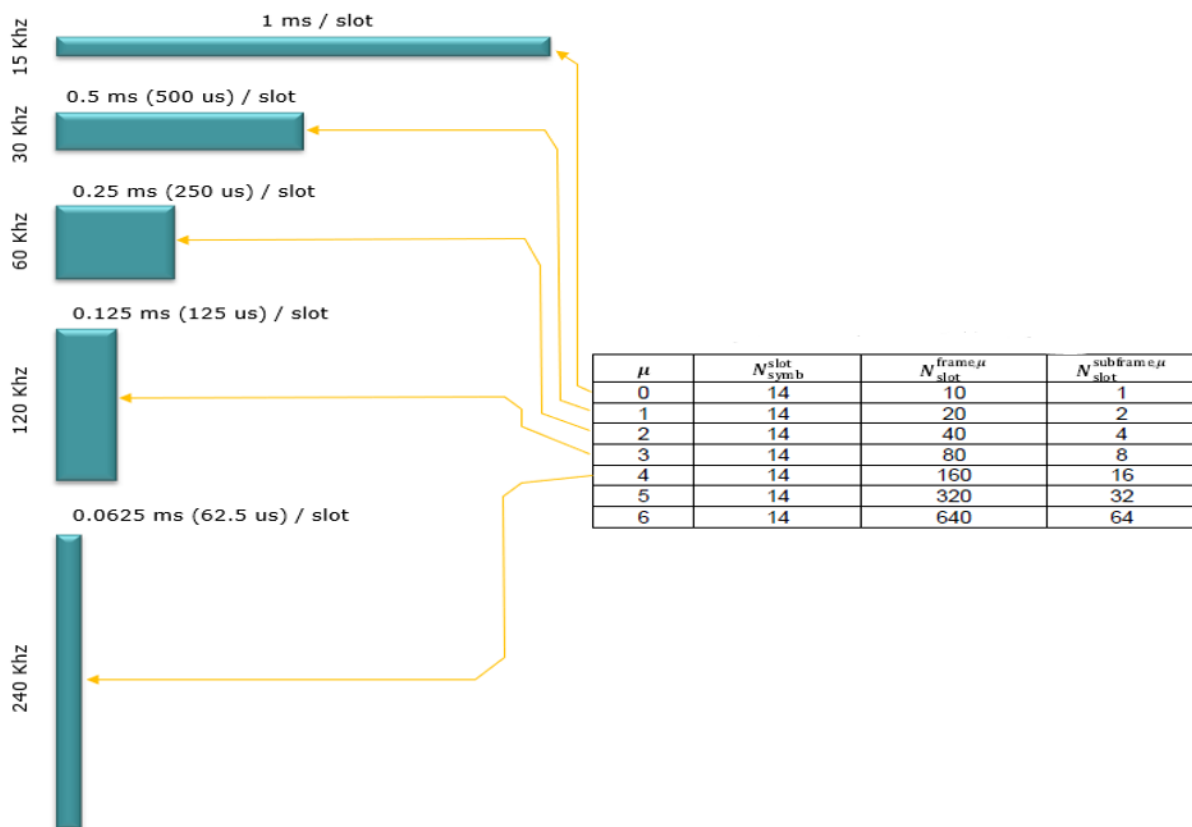 1 ms / slot
15 Khz
0.5 ms (500 us) / slot
30 Khz
0.25 ms (250 us) / slot
60 Khz
0.125 ms (125 us) / slot
120 Khz
0.0625 ms (62.5 us) / slot
240 Khz
μ N slot symb N frame,μ slot N subframe,μ slot
0 14 10 1
1 14 20 2
2 14 40 4
3 14 80 8
4 14 160 16
5 14 320 32
6 14 640 64